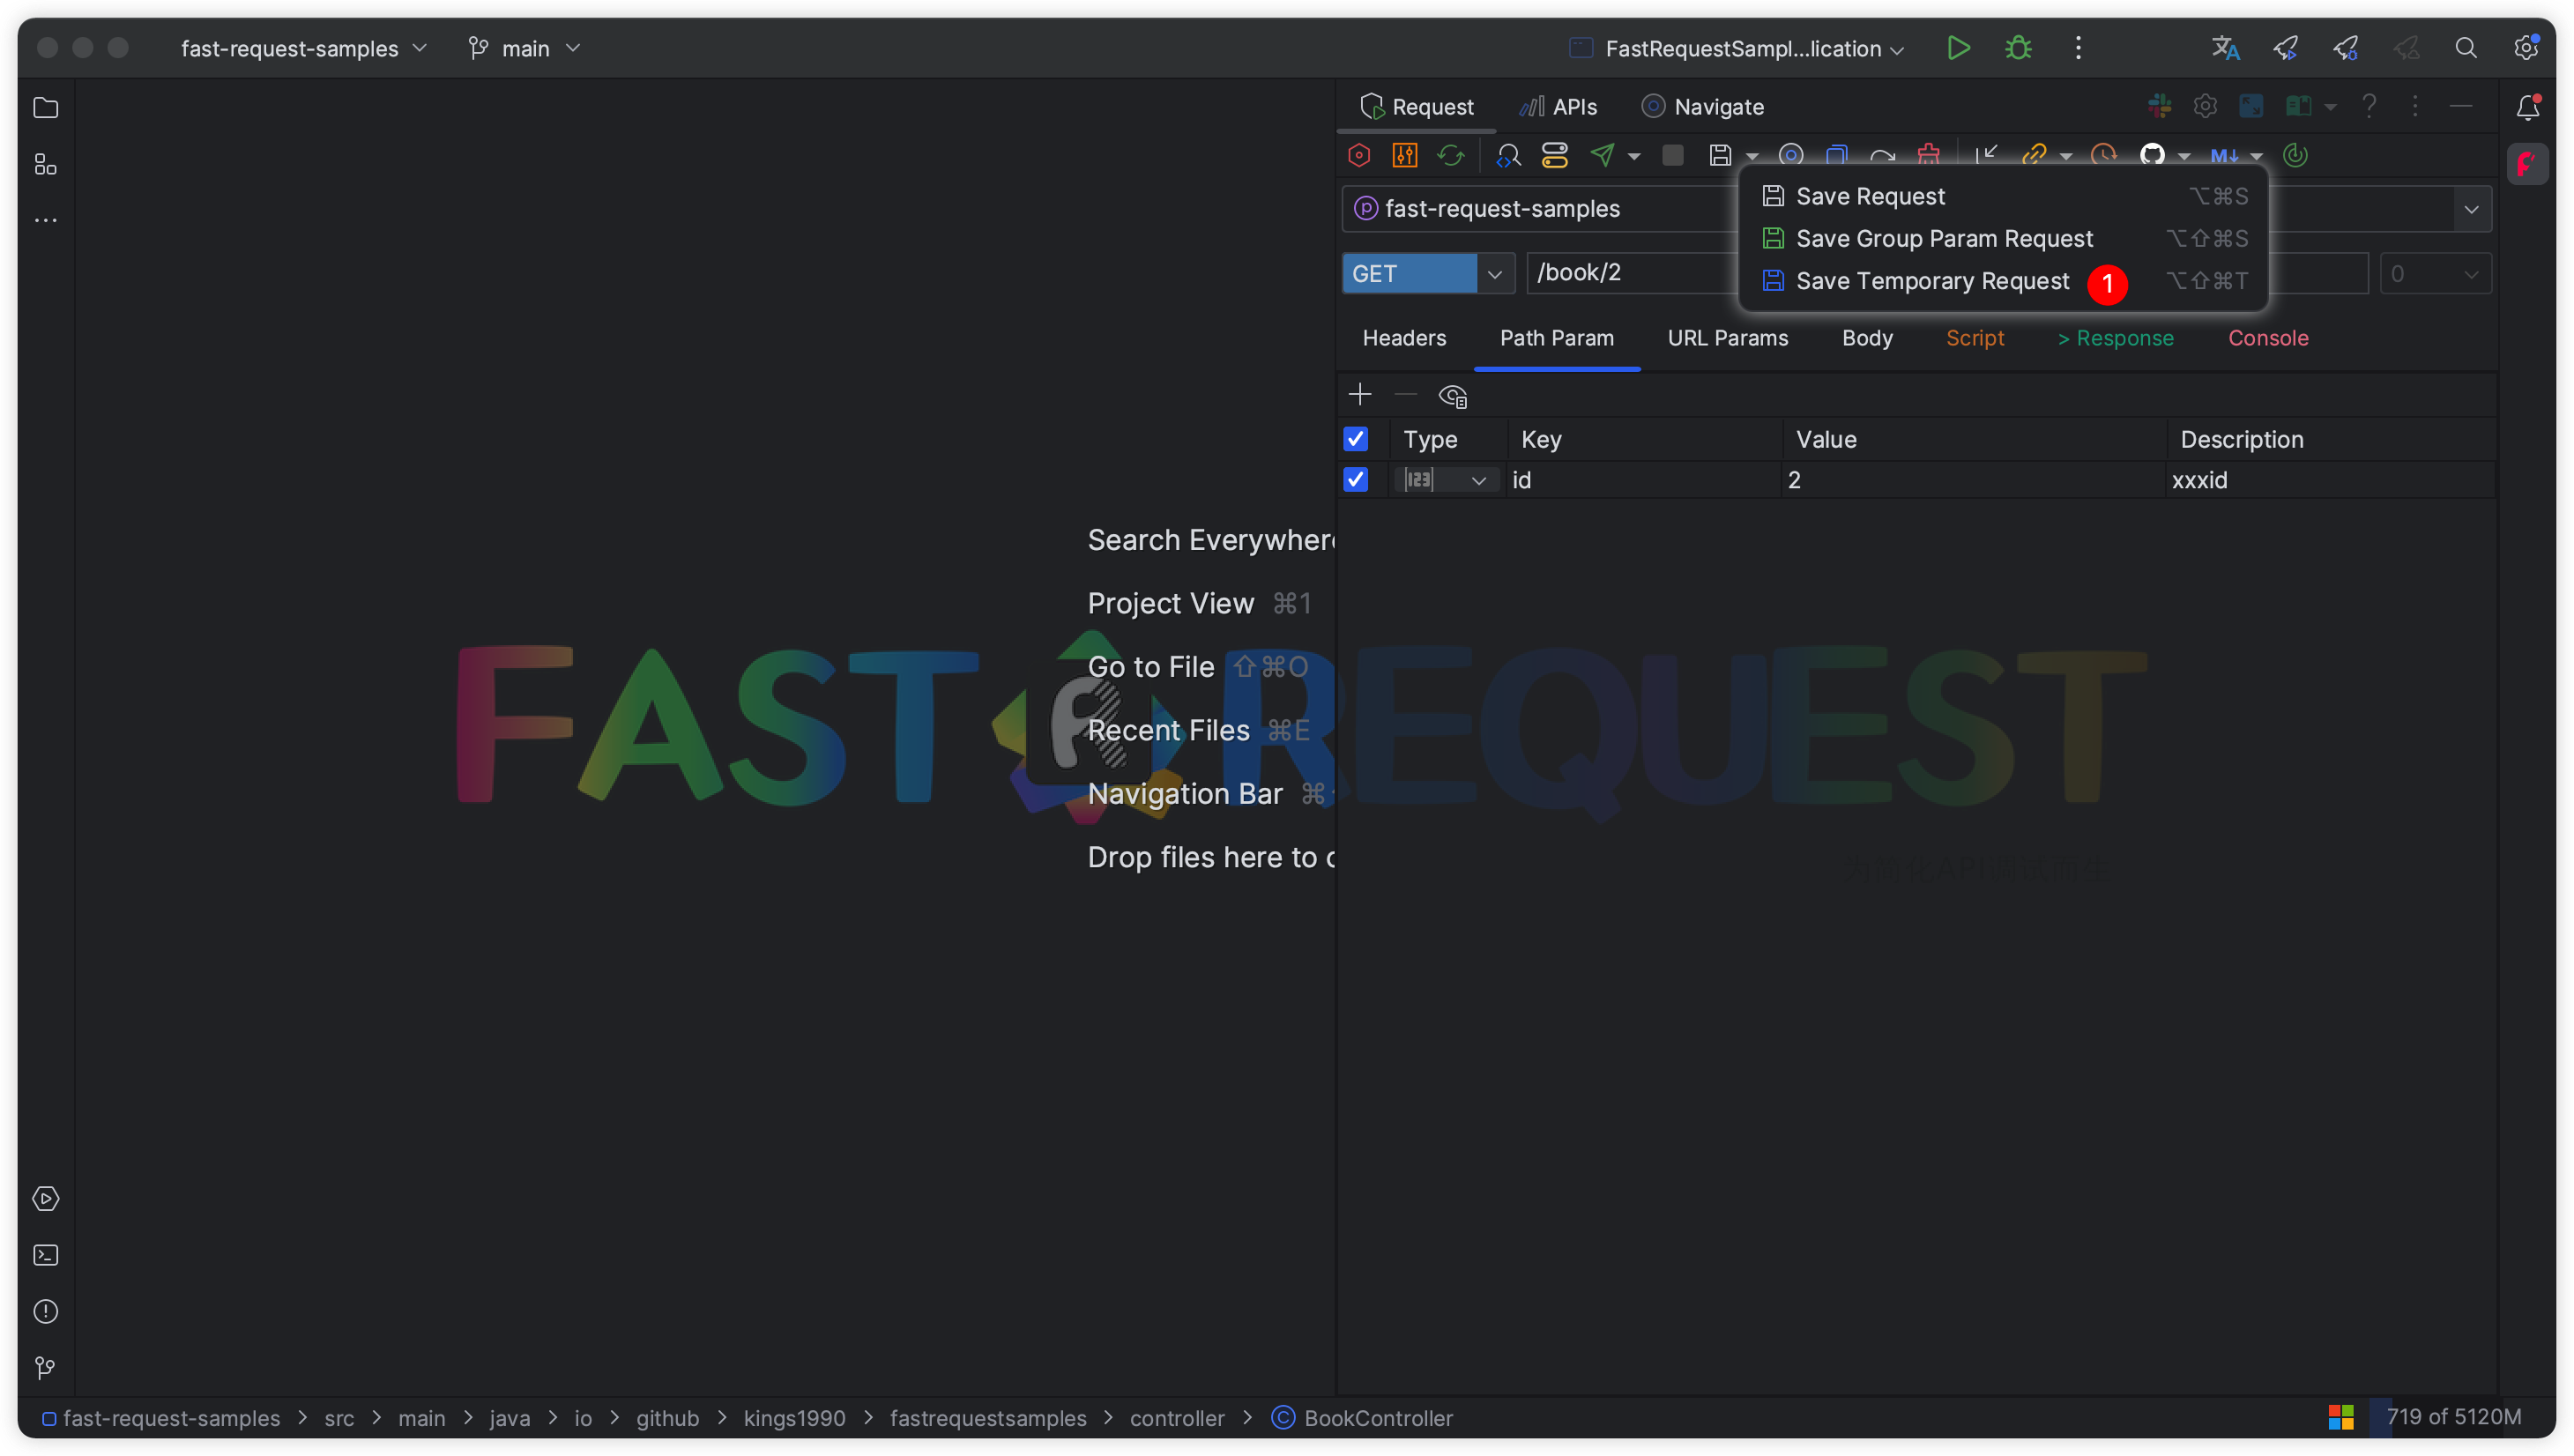 fast-request-samples
main
FastRequestSampl...lication
Request
APIs
Navigate
M↓
Save Request ⌥⌘S
Save Group Param Request ⌥⇧⌘S
Save Temporary Request 1 ⌥⇧⌘T
fast-request-samples
GET
/book/2
0
Headers
Path Param
URL Params
Body
Script
> Response
Console
Type
Key
Value
Description
123
id
2
xxxid
Search Everywhere
Project View ⌘1
Go to File ⇧⌘O
Recent Files ⌘E
Navigation Bar ⌘
Drop files here to
FAST REQUEST
fast-request-samples > src > main > java > io > github > kings1990 > fastrequestsamples > controller > BookController
719 of 5120M